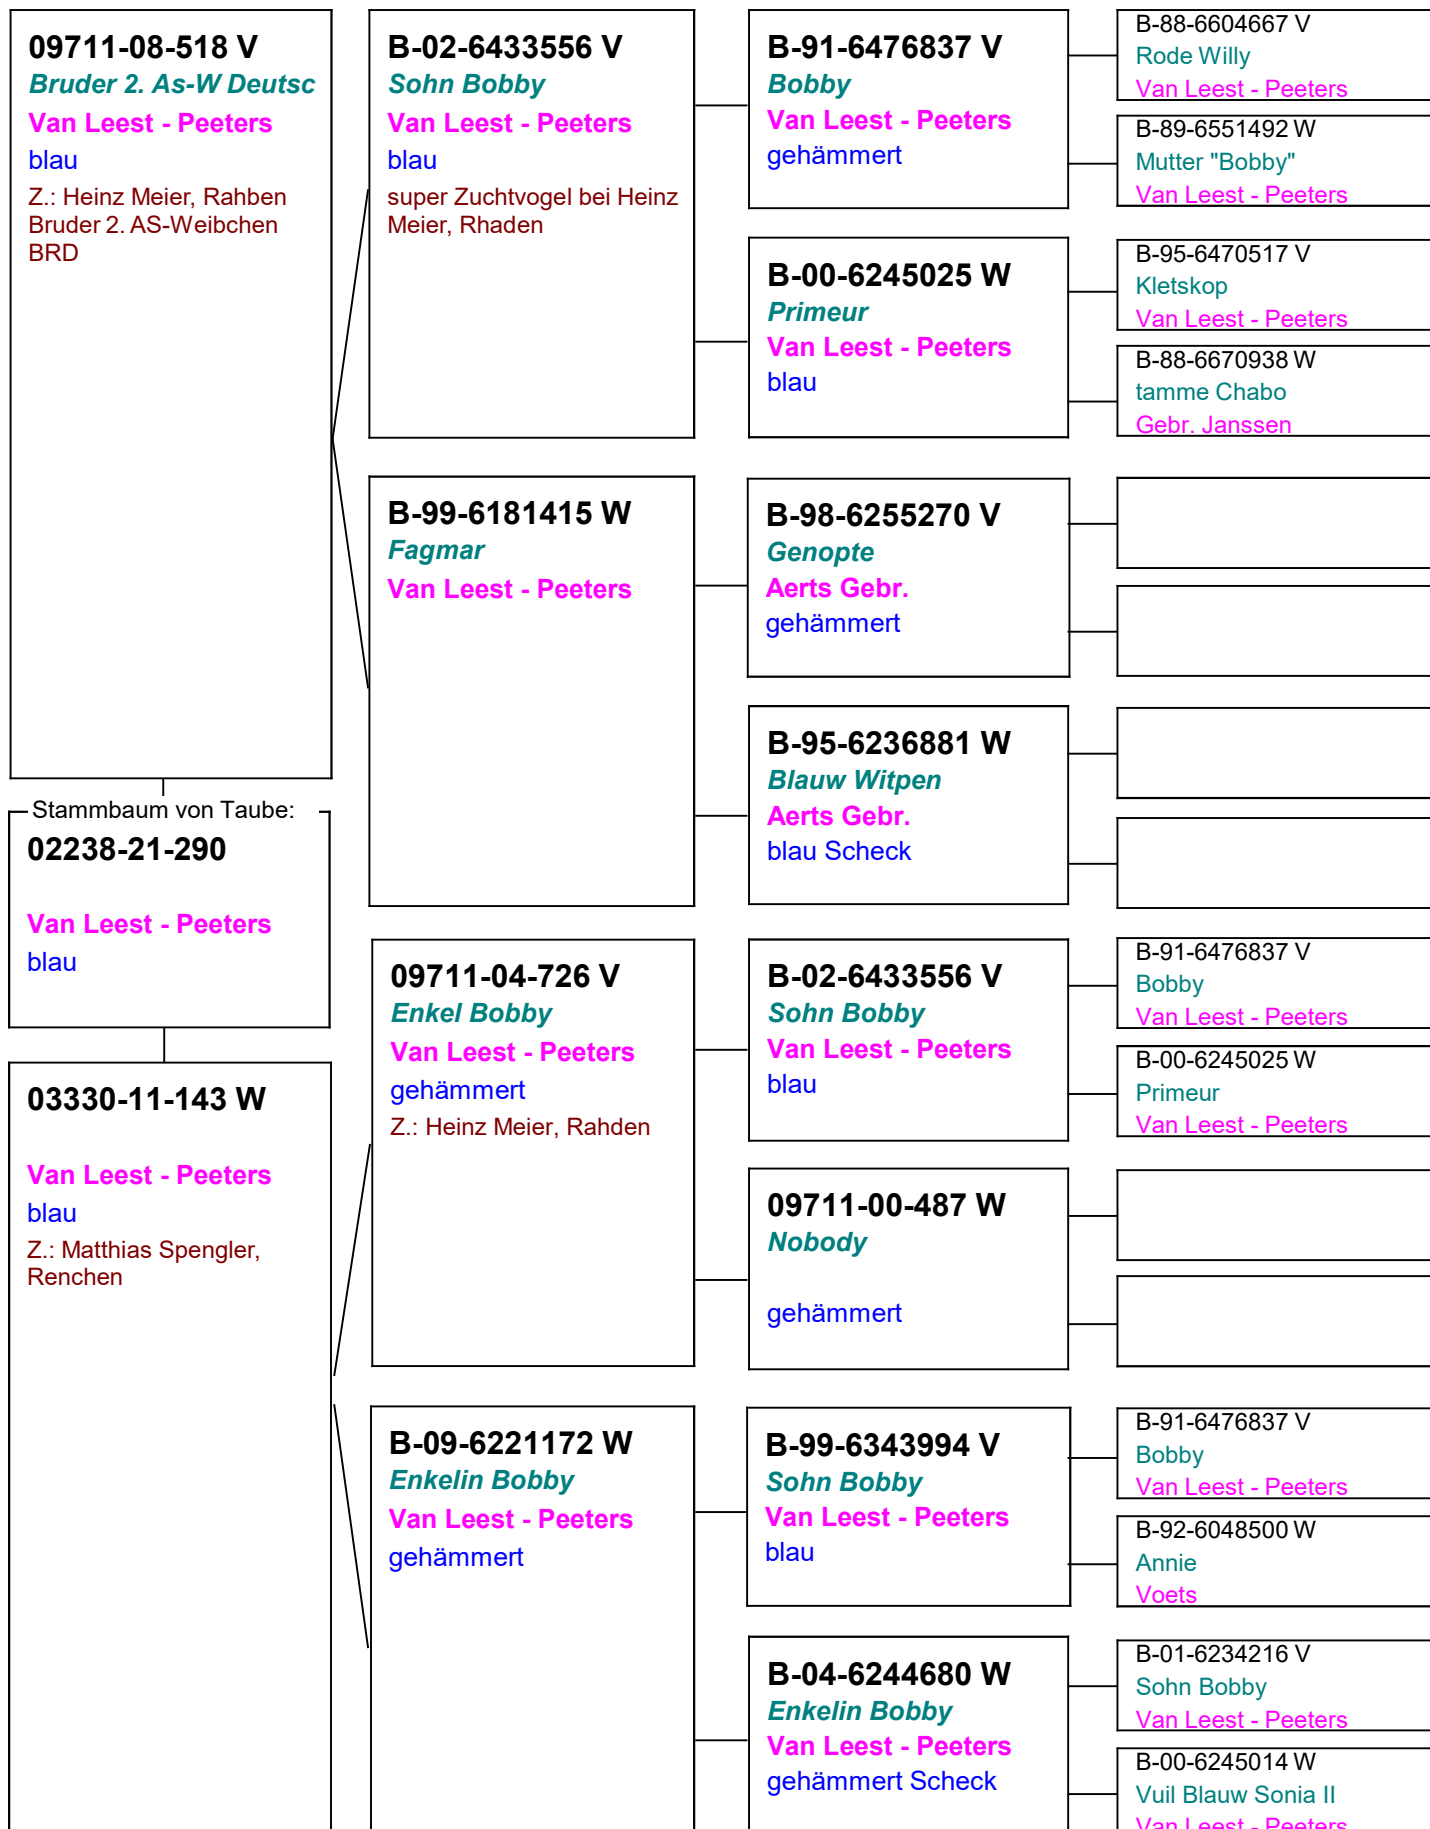 09711-08-518 V
Bruder 2. As-W Deutsc
Van Leest - Peeters
blau
Z.: Heinz Meier, Rahben
Bruder 2. AS-Weibchen
BRD
Stammbaum von Taube:
02238-21-290
Van Leest - Peeters
blau
03330-11-143 W
Van Leest - Peeters
blau
Z.: Matthias Spengler,
Renchen
B-02-6433556 V
Sohn Bobby
Van Leest - Peeters
blau
super Zuchtvogel bei Heinz
Meier, Rhaden
B-99-6181415 W
Fagmar
Van Leest - Peeters
09711-04-726 V
Enkel Bobby
Van Leest - Peeters
gehämmert
Z.: Heinz Meier, Rahden
B-09-6221172 W
Enkelin Bobby
Van Leest - Peeters
gehämmert
B-91-6476837 V
Bobby
Van Leest - Peeters
gehämmert
B-00-6245025 W
Primeur
Van Leest - Peeters
blau
B-98-6255270 V
Genopte
Aerts Gebr.
gehämmert
B-95-6236881 W
Blauw Witpen
Aerts Gebr.
blau Scheck
B-02-6433556 V
Sohn Bobby
Van Leest - Peeters
blau
09711-00-487 W
Nobody
gehämmert
B-99-6343994 V
Sohn Bobby
Van Leest - Peeters
blau
B-04-6244680 W
Enkelin Bobby
Van Leest - Peeters
gehämmert Scheck
B-88-6604667 V
Rode Willy
Van Leest - Peeters
B-89-6551492 W
Mutter "Bobby"
Van Leest - Peeters
B-95-6470517 V
Kletskop
Van Leest - Peeters
B-88-6670938 W
tamme Chabo
Gebr. Janssen
B-91-6476837 V
Bobby
Van Leest - Peeters
B-00-6245025 W
Primeur
Van Leest - Peeters
B-91-6476837 V
Bobby
Van Leest - Peeters
B-92-6048500 W
Annie
Voets
B-01-6234216 V
Sohn Bobby
Van Leest - Peeters
B-00-6245014 W
Vuil Blauw Sonia II
Van Leest - Peeters